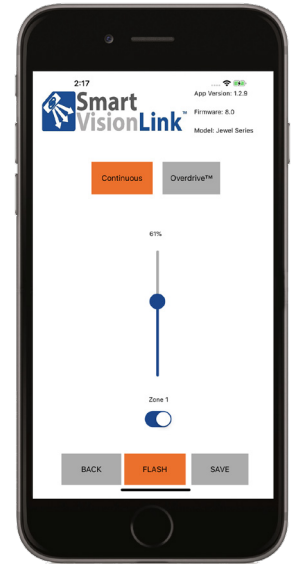 2:17
Smart
VisionLink™
App Version: 1.2.9
Firmware: 8.0
Model: Jewel Series
Continuous
Overdrive™
61%
Zone 1
BACK
FLASH
SAVE